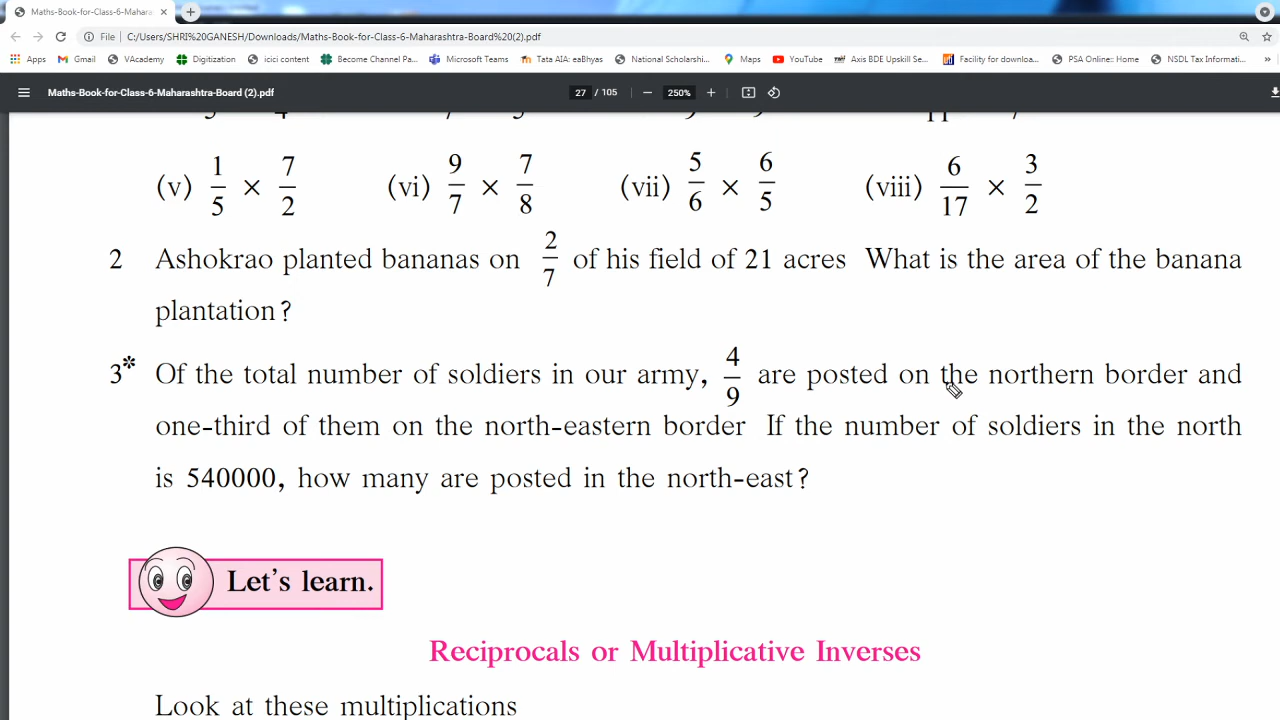 Maths-Book-for-Class-6-Mahara
File C:/Users/SHRI%20GANESH/Downloads/Maths-Book-for-Class-6-Maharashtra-Board%20(2).pdf
Apps Gmail VAcademy Digitization icici content Become Channel Pa... Microsoft Teams Tata AIA: eaBhyas National Scholarshi... Maps YouTube Axis BDE Upskill Se... Facility for downloa... PSA Online: Home NSDL Tax Informati... »
Maths-Book-for-Class-6-Maharashtra-Board (2).pdf 27 / 105 250%
(v) 1/5 × 7/2 (vi) 9/7 × 7/8 (vii) 5/6 × 6/5 (viii) 6/17 × 3/2
2 Ashokrao planted bananas on 2/7 of his field of 21 acres What is the area of the banana
plantation?
3* Of the total number of soldiers in our army, 4/9 are posted on the northern border and
one-third of them on the north-eastern border If the number of soldiers in the north
is 540000, how many are posted in the north-east?
Let's learn.
Reciprocals or Multiplicative Inverses
Look at these multiplications